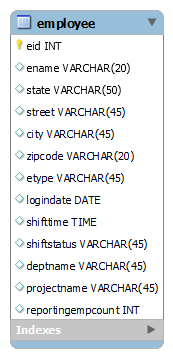 employee
eid INT
ename VARCHAR(20)
state VARCHAR(50)
street VARCHAR(45)
city VARCHAR(45)
zipcode VARCHAR(20)
etype VARCHAR(45)
logindate DATE
shifttime TIME
shiftstatus VARCHAR(45)
deptname VARCHAR(45)
projectname VARCHAR(45)
reportingempcount INT
Indexes